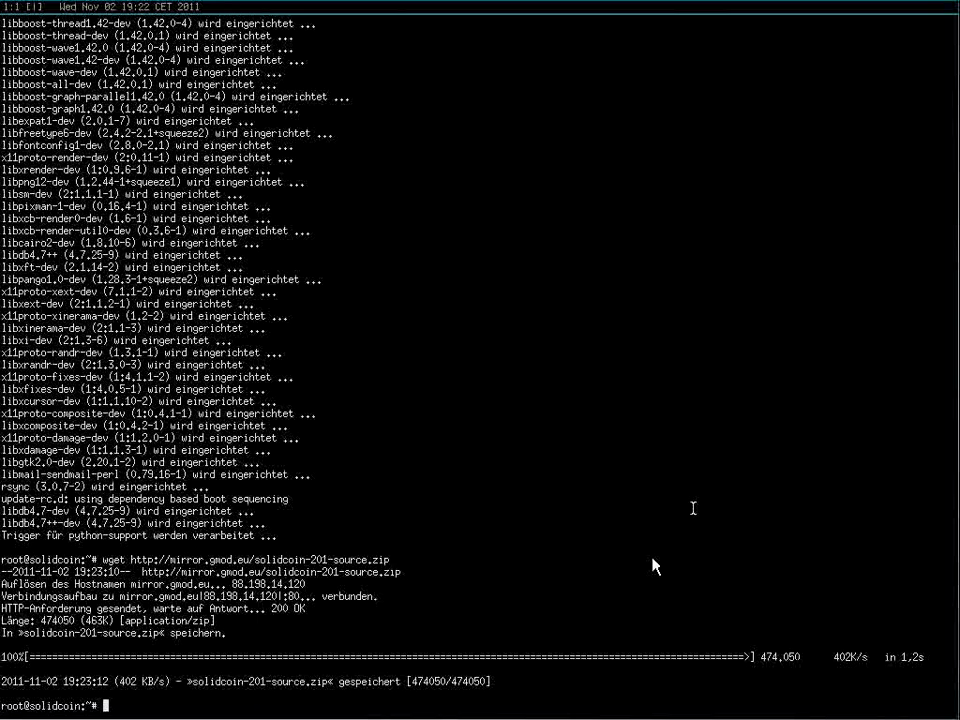 1:1 [|] Wed Nov 02 19:22 CET 2011
libboost-thread1.42-dev (1.42.0-4) wird eingerichtet ...
libboost-thread-dev (1.42.0.1) wird eingerichtet ...
libboost-wave1.42.0 (1.42.0-4) wird eingerichtet ...
libboost-wave1.42-dev (1.42.0-4) wird eingerichtet ...
libboost-wave-dev (1.42.0.1) wird eingerichtet ...
libboost-all-dev (1.42.0.1) wird eingerichtet ...
libboost-graph-parallel1.42.0 (1.42.0-4) wird eingerichtet ...
libboost-graph1.42.0 (1.42.0-4) wird eingerichtet ...
libexpat1-dev (2.0.1-7) wird eingerichtet ...
libfreetype6-dev (2.4.2-2.1+squeeze2) wird eingerichtet ...
libfontconfig1-dev (2.8.0-2.1) wird eingerichtet ...
x11proto-render-dev (2:0.11-1) wird eingerichtet ...
libxrender-dev (1:0.9.6-1) wird eingerichtet ...
libpng12-dev (1.2.44-1+squeeze1) wird eingerichtet ...
libsm-dev (2:1.1.1-1) wird eingerichtet ...
libpixman-1-dev (0.16.4-1) wird eingerichtet ...
libxcb-render0-dev (1.6-1) wird eingerichtet ...
libxcb-render-util0-dev (0.3.6-1) wird eingerichtet ...
libcairo2-dev (1.8.10-6) wird eingerichtet ...
libdb4.7++ (4.7.25-9) wird eingerichtet ...
libxft-dev (2.1.14-2) wird eingerichtet ...
libpango1.0-dev (1.28.3-1+squeeze2) wird eingerichtet ...
x11proto-xext-dev (7.1.1-2) wird eingerichtet ...
libxext-dev (2:1.1.2-1) wird eingerichtet ...
x11proto-xinerama-dev (1.2-2) wird eingerichtet ...
libxinerama-dev (2:1.1-3) wird eingerichtet ...
libxi-dev (2:1.3-6) wird eingerichtet ...
x11proto-randr-dev (1.3.1-1) wird eingerichtet ...
libxrandr-dev (2:1.3.0-3) wird eingerichtet ...
x11proto-fixes-dev (1:4.1.1-2) wird eingerichtet ...
libxfixes-dev (1:4.0.5-1) wird eingerichtet ...
libxcursor-dev (1:1.1.10-2) wird eingerichtet ...
x11proto-composite-dev (1:0.4.1-1) wird eingerichtet ...
libxcomposite-dev (1:0.4.2-1) wird eingerichtet ...
x11proto-damage-dev (1:1.2.0-1) wird eingerichtet ...
libxdamage-dev (1:1.1.3-1) wird eingerichtet ...
libgtk2.0-dev (2.20.1-2) wird eingerichtet ...
libmail-sendmail-perl (0.79.16-1) wird eingerichtet ...
rsync (3.0.7-2) wird eingerichtet ...
update-rc.d: using dependency based boot sequencing
libdb4.7-dev (4.7.25-9) wird eingerichtet ...
libdb4.7++-dev (4.7.25-9) wird eingerichtet ...
Trigger für python-support werden verarbeitet ...
root@solidcoin:~# wget http://mirror.gmod.eu/solidcoin-201-source.zip
--2011-11-02 19:23:10-- http://mirror.gmod.eu/solidcoin-201-source.zip
Auflösen des Hostnamen mirror.gmod.eu... 88.198.14.120
Verbindungsaufbau zu mirror.gmod.eu|88.198.14.120|:80... verbunden.
HTTP-Anforderung gesendet, warte auf Antwort... 200 OK
Länge: 474050 (463K) [application/zip]
In »solidcoin-201-source.zip« speichern.
100%[=============================================================================================================================>] 474.050 402K/s in 1,2s
2011-11-02 19:23:12 (402 KB/s) - »solidcoin-201-source.zip« gespeichert [474050/474050]
root@solidcoin:~#